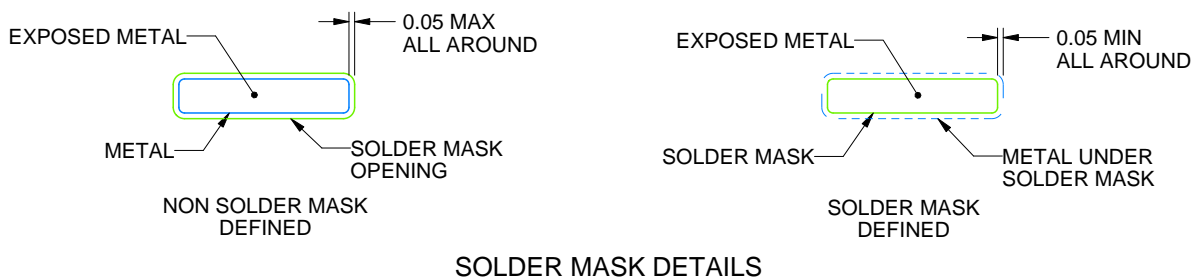 EXPOSED METAL
0.05 MAX
ALL AROUND
METAL
SOLDER MASK
OPENING
NON SOLDER MASK
DEFINED
EXPOSED METAL
0.05 MIN
ALL AROUND
SOLDER MASK
METAL UNDER
SOLDER MASK
SOLDER MASK
DEFINED
SOLDER MASK DETAILS